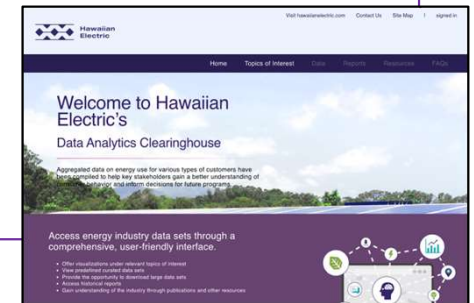 Visit hawaiianelectric.com Contact Us Site Map | signed in
Hawaiian
Electric
Home Topics of Interest Data Reports Resources FAQs
Welcome to Hawaiian
Electric's
Data Analytics Clearinghouse
Aggregated data on energy use for various types of customers have
been compiled to help key stakeholders gain a better understanding of
consumer behavior and inform decisions for future programs.
Access energy industry data sets through a
comprehensive, user-friendly interface.
• Offer visualizations under relevant topics of interest
• View predefined curated data sets
• Provide the opportunity to download large data sets
• Access historical reports
• Gain understanding of the industry through publications and other resources